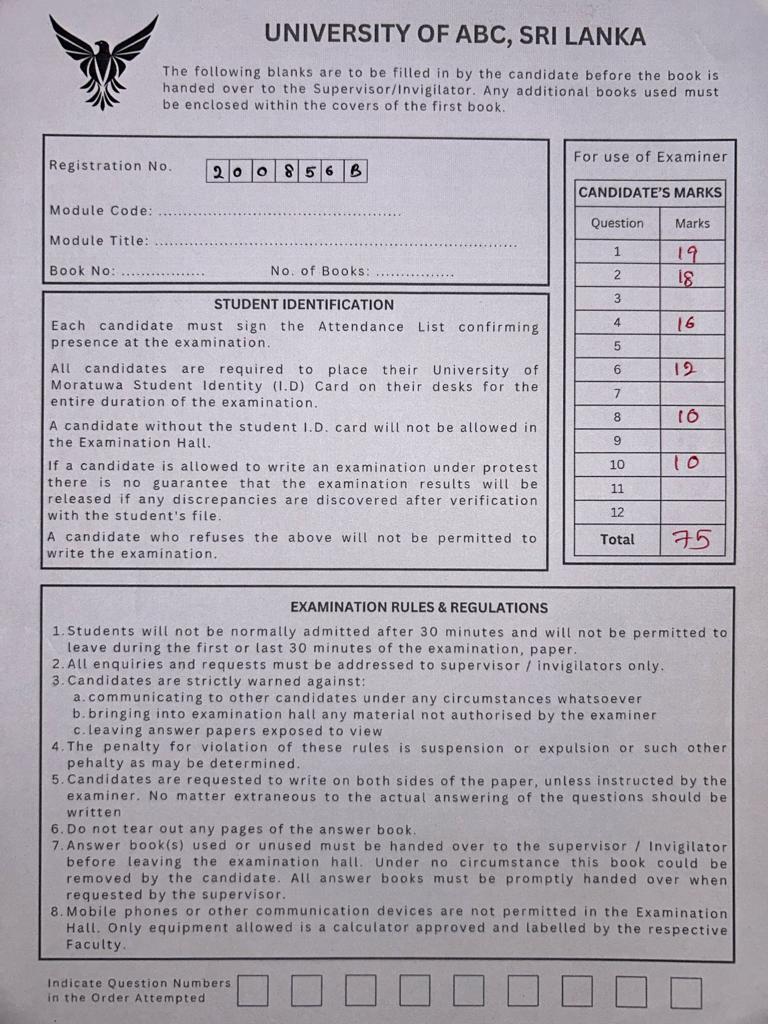 UNIVERSITY OF ABC, SRI LANKA
The following blanks are to be filled in by the candidate before the book is
handed over to the Supervisor/Invigilator. Any additional books used must
be enclosed within the covers of the first book.
Registration No. 2 0 0 8 5 6 B
Module Code: ..............................................
Module Title: .....................................................................
Book No: ................ No. of Books: ...............
STUDENT IDENTIFICATION
Each candidate must sign the Attendance List confirming
presence at the examination.
All candidates are required to place their University of
Moratuwa Student Identity (I.D) Card on their desks for the
entire duration of the examination.
A candidate without the student I.D. card will not be allowed in
the Examination Hall.
If a candidate is allowed to write an examination under protest
there is no guarantee that the examination results will be
released if any discrepancies are discovered after verification
with the student's file.
A candidate who refuses the above will not be permitted to
write the examination.
For use of Examiner
CANDIDATE'S MARKS
Question Marks
1 19
2 18
3
4 16
5
6 12
7
8 10
9
10 10
11
12
Total 75
EXAMINATION RULES & REGULATIONS
1. Students will not be normally admitted after 30 minutes and will not be permitted to
leave during the first or last 30 minutes of the examination, paper.
2. All enquiries and requests must be addressed to supervisor / invigilators only.
3. Candidates are strictly warned against:
a. communicating to other candidates under any circumstances whatsoever
b. bringing into examination hall any material not authorised by the examiner
c. leaving answer papers exposed to view
4. The penalty for violation of these rules is suspension or expulsion or such other
pehalty as may be determined.
5. Candidates are requested to write on both sides of the paper, unless instructed by the
examiner. No matter extraneous to the actual answering of the questions should be
written
6. Do not tear out any pages of the answer book.
7. Answer book(s) used or unused must be handed over to the supervisor / Invigilator
before leaving the examination hall. Under no circumstance this book could be
removed by the candidate. All answer books must be promptly handed over when
requested by the supervisor.
8. Mobile phones or other communication devices are not permitted in the Examination
Hall. Only equipment allowed is a calculator approved and labelled by the respective
Faculty.
Indicate Question Numbers
in the Order Attempted